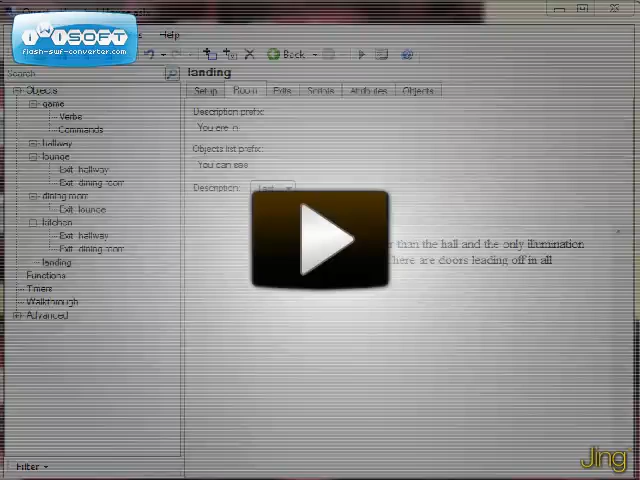 iWiSOFT
flash-swf-converter.com
Help
Back
Search
landing
Setup Room Exits Scripts Attributes Objects
Objects
game
Verbs
Commands
hallway
lounge
Exit: hallway
Exit: dining room
dining room
Exit: lounge
kitchen
Exit: hallway
Exit: dining room
landing
Functions
Timers
Walkthrough
Advanced
Description prefix:
You are in
Objects list prefix:
You can see
Description:
Text
than the hall and the only illumination
There are doors leading off in all
Filter
Jing